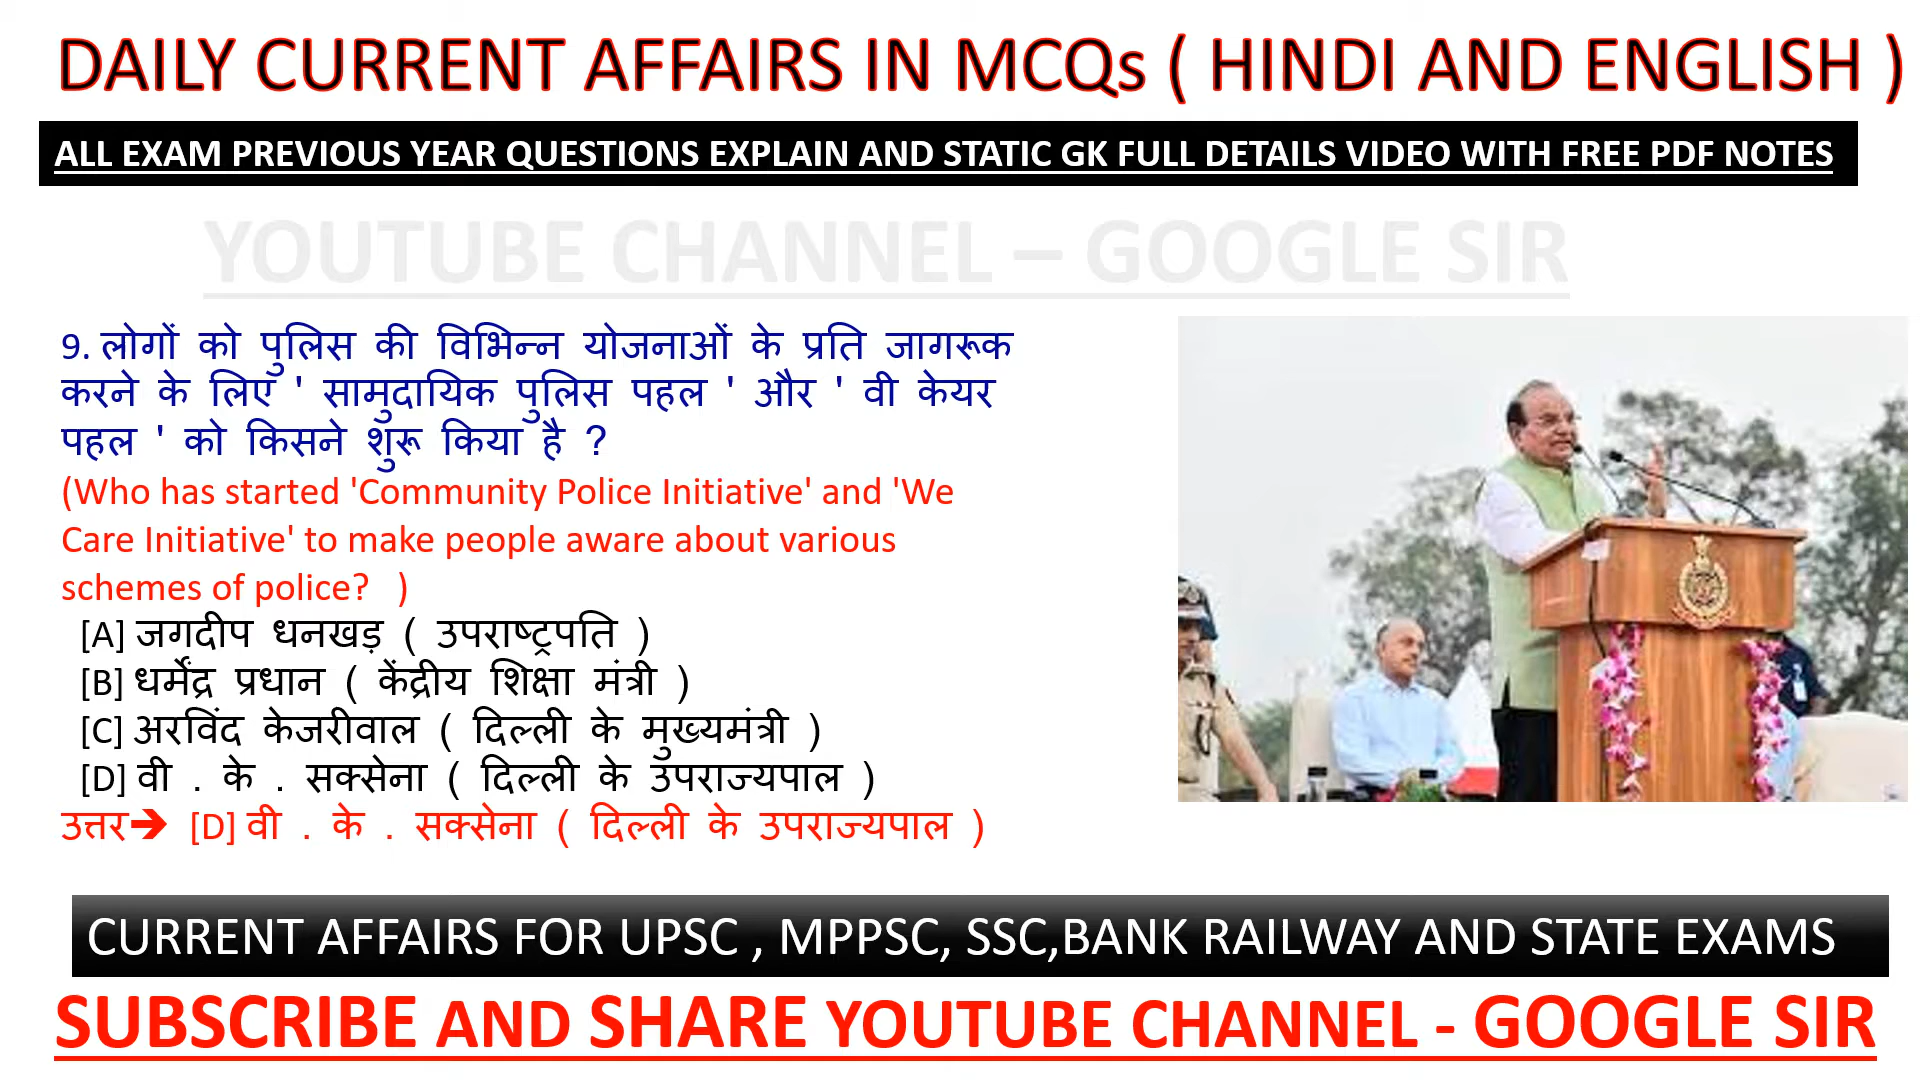 DAILY CURRENT AFFAIRS IN MCQs ( HINDI AND ENGLISH )
ALL EXAM PREVIOUS YEAR QUESTIONS EXPLAIN AND STATIC GK FULL DETAILS VIDEO WITH FREE PDF NOTES
YOUTUBE CHANNEL – GOOGLE SIR
9. लोगों को पुलिस की विभिन्न योजनाओं के प्रति जागरूक
करने के लिए ' सामुदायिक पुलिस पहल ' और ' वी केयर
पहल ' को किसने शुरू किया है ?
(Who has started 'Community Police Initiative' and 'We
Care Initiative' to make people aware about various
schemes of police? )
[A] जगदीप धनखड़ ( उपराष्ट्रपति )
[B] धर्मेंद्र प्रधान ( केंद्रीय शिक्षा मंत्री )
[C] अरविंद केजरीवाल ( दिल्ली के मुख्यमंत्री )
[D] वी . के . सक्सेना ( दिल्ली के उपराज्यपाल )
उत्तर➔ [D] वी . के . सक्सेना ( दिल्ली के उपराज्यपाल )
CURRENT AFFAIRS FOR UPSC , MPPSC, SSC,BANK RAILWAY AND STATE EXAMS
SUBSCRIBE AND SHARE YOUTUBE CHANNEL - GOOGLE SIR